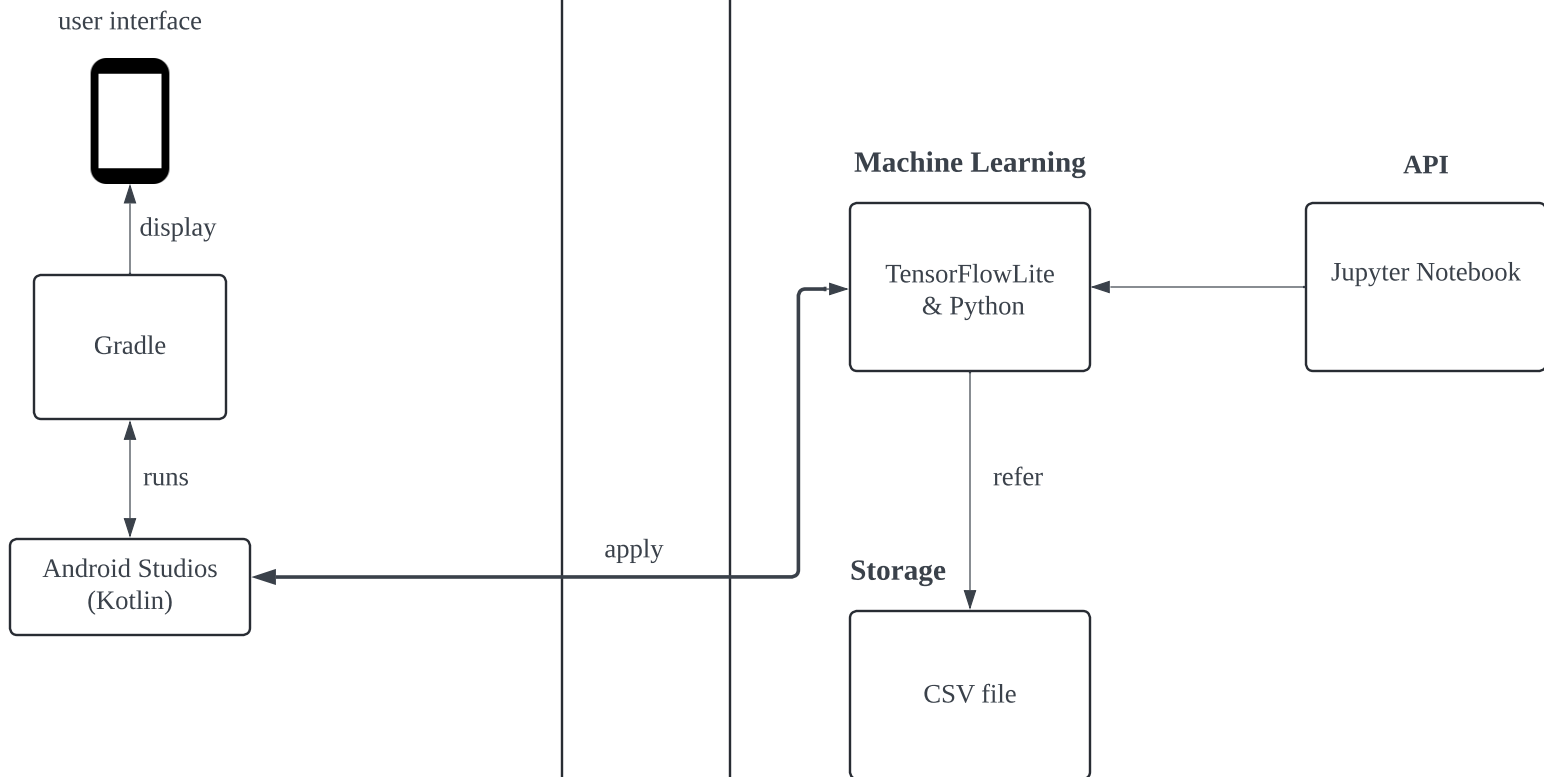 user interface
display
Gradle
runs
Android Studios
(Kotlin)
apply
Machine Learning
TensorFlowLite
& Python
API
Jupyter Notebook
refer
Storage
CSV file